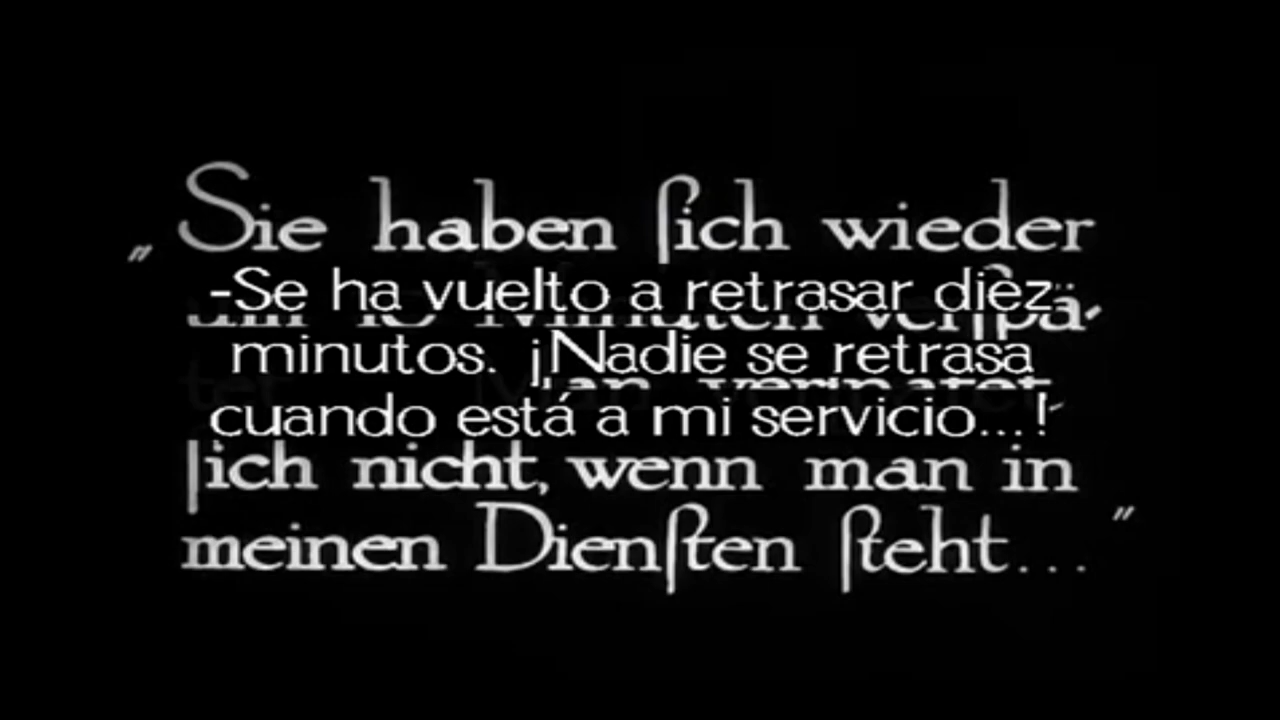 „Sie haben ſich wieder
-Se ha vuelto a retrasar diez
minutos. ¡Nadie se retrasa
cuando está a mi servicio...!
ſich nicht, wenn man in
meinen Dienſten ſteht..."